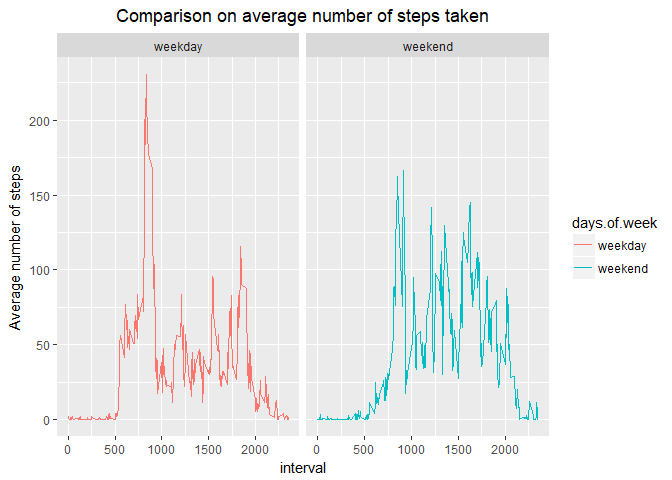 Comparison on average number of steps taken
weekday
weekend
Average number of steps
200
150
100
50
0
0
500
1000
1500
2000
0
500
1000
1500
2000
interval
days.of.week
weekday
weekend